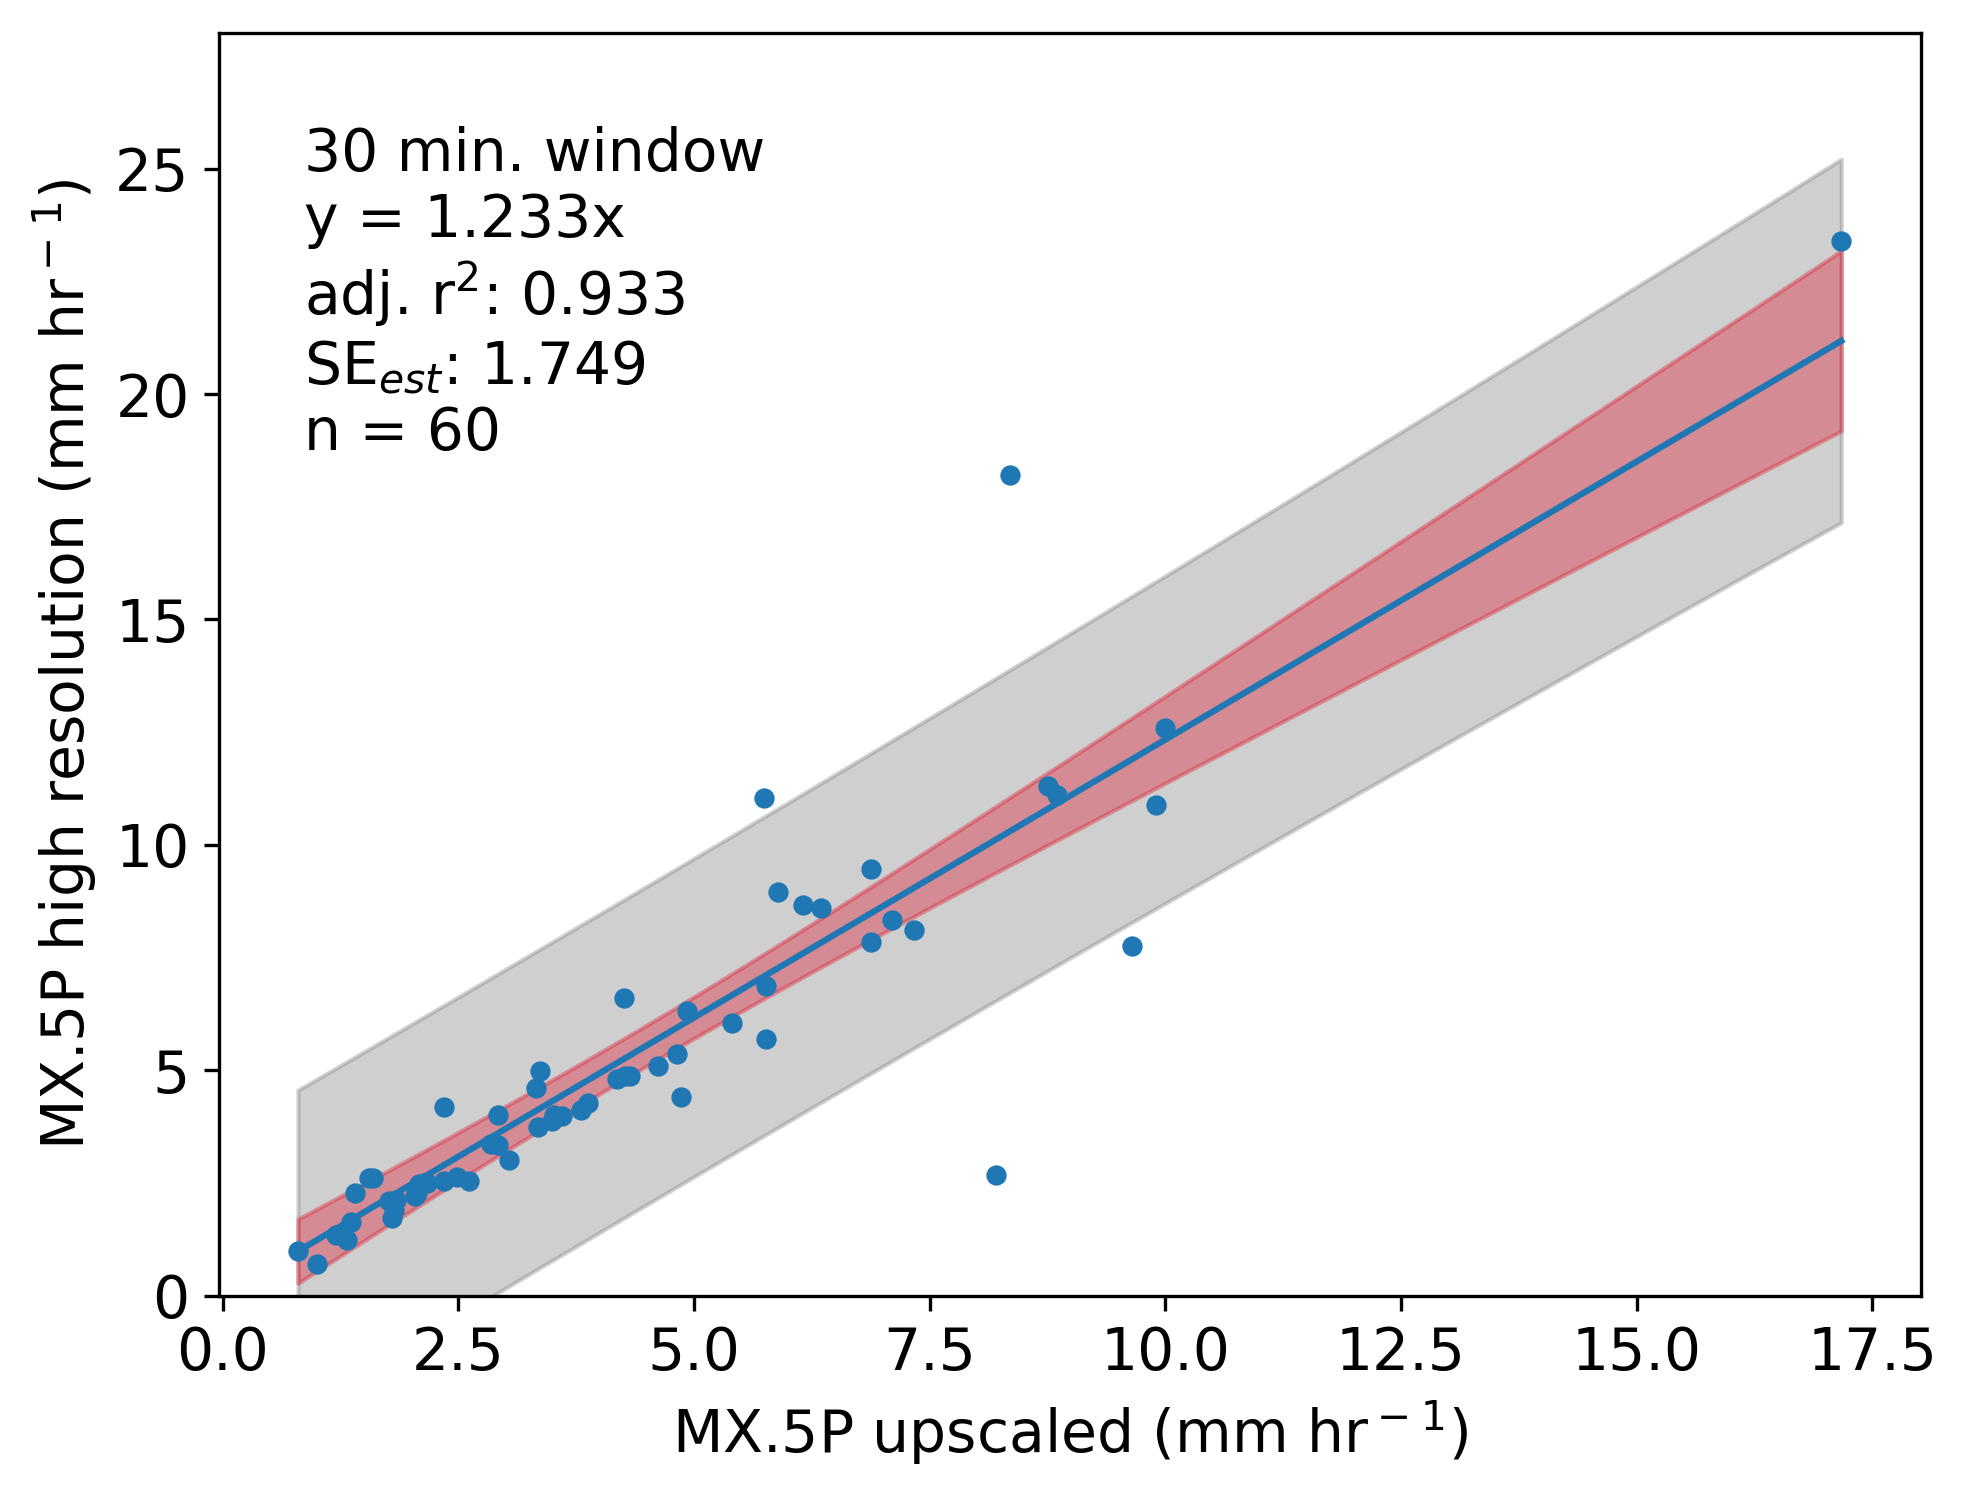 30 min. window
y = 1.233x
adj. r²: 0.933
SEest: 1.749
n = 60
MX.5P high resolution (mm hr⁻¹)
25
20
15
10
5
0
0.0 2.5 5.0 7.5 10.0 12.5 15.0 17.5
MX.5P upscaled (mm hr⁻¹)